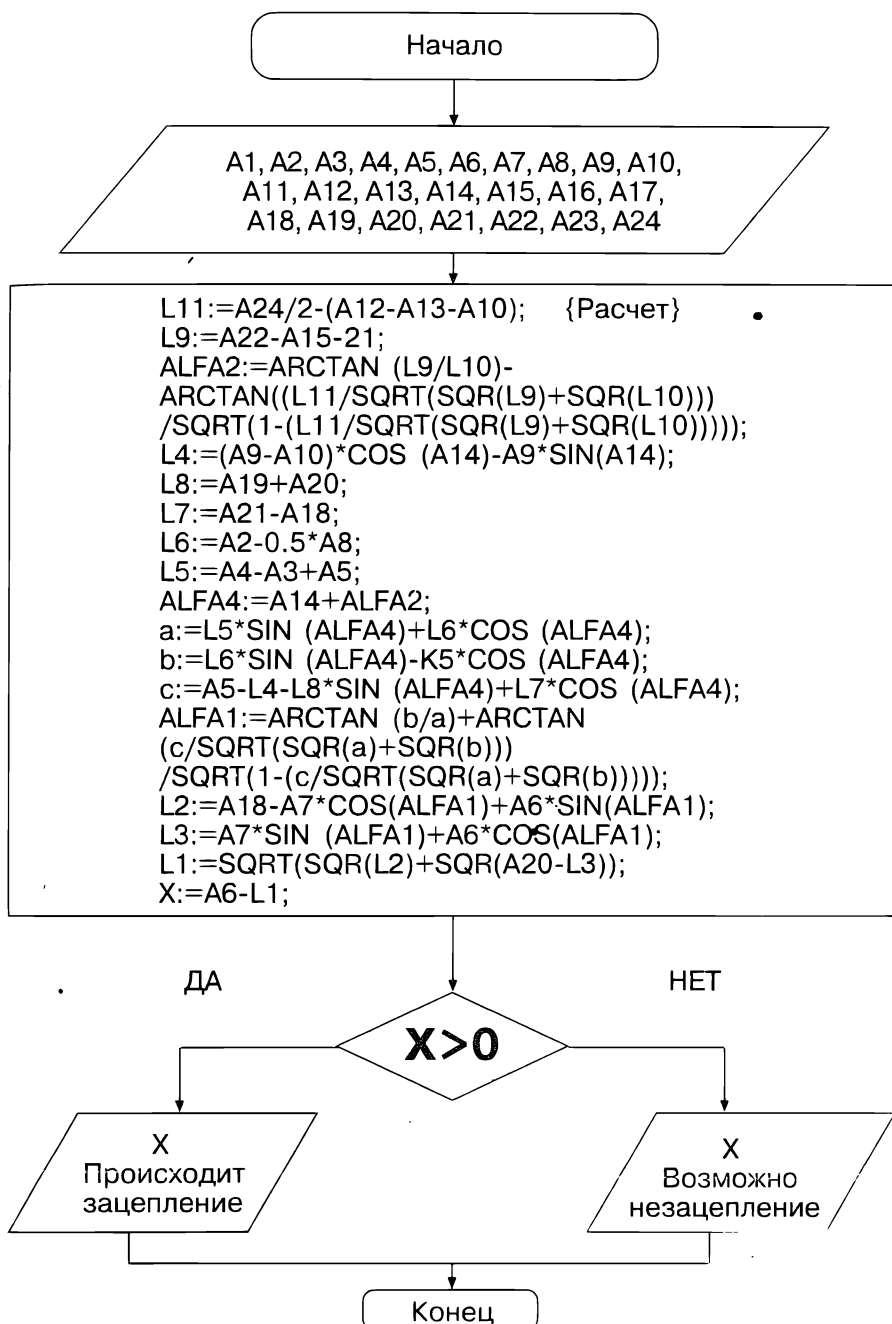 Начало
A1, A2, A3, A4, A5, A6, A7, A8, A9, A10,
A11, A12, A13, A14, A15, A16, A17,
A18, A19, A20, A21, A22, A23, A24
L11:=A24/2-(A12-A13-A10); {Расчет}
L9:=A22-A15-21;
ALFA2:=ARCTAN (L9/L10)-
ARCTAN((L11/SQRT(SQR(L9)+SQR(L10)))
/SQRT(1-(L11/SQRT(SQR(L9)+SQR(L10)))));
L4:=(A9-A10)*COS (A14)-A9*SIN(A14);
L8:=A19+A20;
L7:=A21-A18;
L6:=A2-0.5*A8;
L5:=A4-A3+A5;
ALFA4:=A14+ALFA2;
a:=L5*SIN (ALFA4)+L6*COS (ALFA4);
b:=L6*SIN (ALFA4)-K5*COS (ALFA4);
c:=A5-L4-L8*SIN (ALFA4)+L7*COS (ALFA4);
ALFA1:=ARCTAN (b/a)+ARCTAN
(c/SQRT(SQR(a)+SQR(b)))
/SQRT(1-(c/SQRT(SQR(a)+SQR(b)))));
L2:=A18-A7*COS(ALFA1)+A6*SIN(ALFA1);
L3:=A7*SIN (ALFA1)+A6*COS(ALFA1);
L1:=SQRT(SQR(L2)+SQR(A20-L3));
X:=A6-L1;
ДА
НЕТ
X>0
X
Происходит
зацепление
X
Возможно
незацепление
Конец